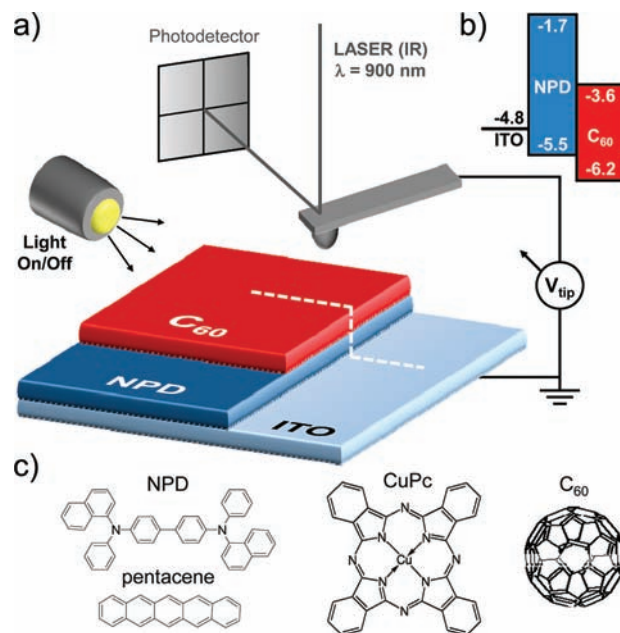 a)
Photodetector
LASER (IR)
λ = 900 nm
b)
-1.7
NPD
-3.6
-4.8
ITO
C60
-5.5
-6.2
Light
On/Off
Vtip
C60
NPD
ITO
c)
NPD
CuPc
C60
N
N
pentacene
N
N
N
N
N
Cu
N
N
N